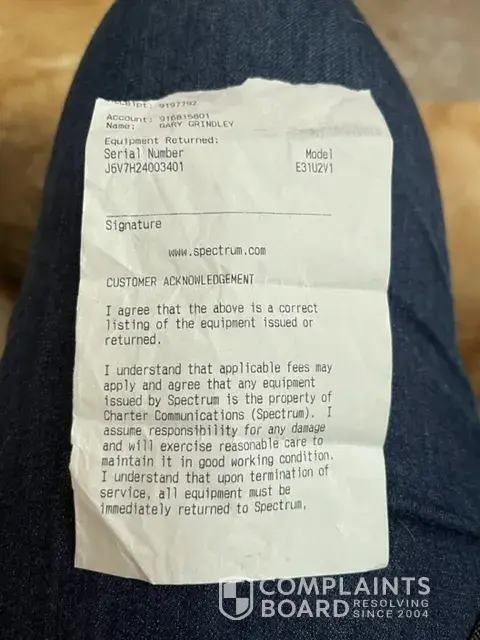 Receipt: 9197792
Account: 916815601
Name: GARY GRINDLEY
Equipment Returned:
Serial Number Model
J6V7H24003401 E31U2V1
Signature
www.spectrum.com
CUSTOMER ACKNOWLEDGEMENT
I agree that the above is a correct
listing of the equipment issued or
returned.
I understand that applicable fees may
apply and agree that any equipment
issued by Spectrum is the property of
Charter Communications (Spectrum). I
assume responsibility for any damage
and will exercise reasonable care to
maintain it in good working condition.
I understand that upon termination of
service, all equipment must be
immediately returned to Spectrum.
COMPLAINTS
BOARD RESOLVING
SINCE 2004